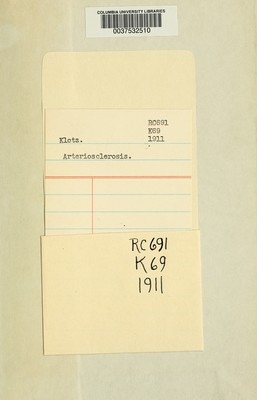 COLUMBIA UNIVERSITY LIBRARIES
0037532510
RC691
K69
Klotz. 1911
Arteriosclerosis.
RC691
K69
1911